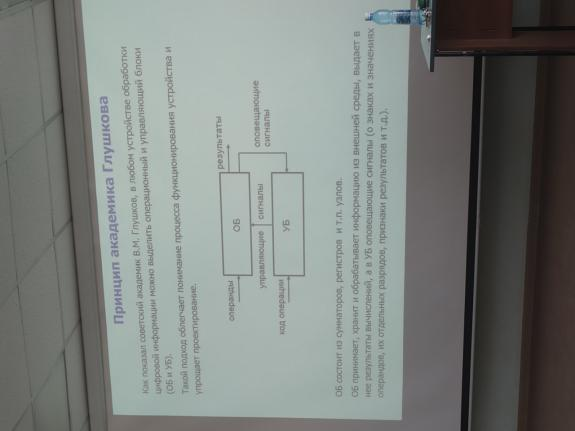 Принцип академика Глушкова
Как показал советский академик В.М. Глушков, в любом устройстве обработки
цифровой информации можно выделить операционный и управляющий блоки
(ОБ и УБ).
Такой подход облегчает понимание процесса функционирования устройства и
упрощает проектирование.
операнды
ОБ
результаты
управляющие сигналы
оповещающие
сигналы
код операции
УБ
ОБ состоит из сумматоров, регистров и т.п. узлов.
ОБ принимает, хранит и обрабатывает информацию из внешней среды, выдает в
нее результаты вычислений, а в УБ оповещающие сигналы (о знаках и значениях
операндов, их отдельных разрядов, признаки результатов и т.д.).